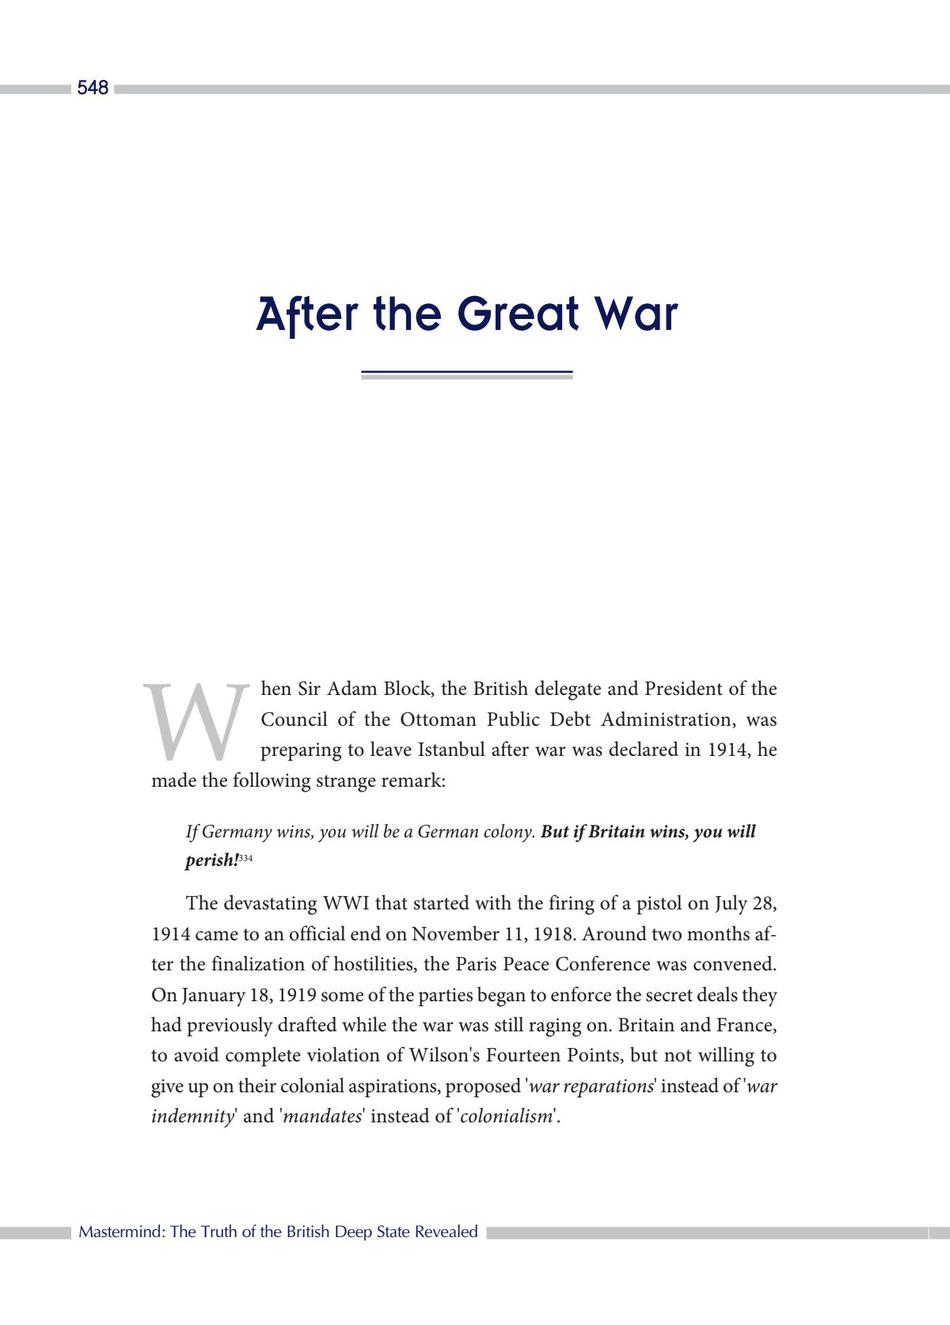 548
After the Great War
When Sir Adam Block, the British delegate and President of the
Council of the Ottoman Public Debt Administration, was
preparing to leave Istanbul after war was declared in 1914, he
made the following strange remark:
If Germany wins, you will be a German colony. But if Britain wins, you will
perish!334
The devastating WWI that started with the firing of a pistol on July 28,
1914 came to an official end on November 11, 1918. Around two months af-
ter the finalization of hostilities, the Paris Peace Conference was convened.
On January 18, 1919 some of the parties began to enforce the secret deals they
had previously drafted while the war was still raging on. Britain and France,
to avoid complete violation of Wilson's Fourteen Points, but not willing to
give up on their colonial aspirations, proposed 'war reparations' instead of 'war
indemnity' and 'mandates' instead of 'colonialism'.
Mastermind: The Truth of the British Deep State Revealed